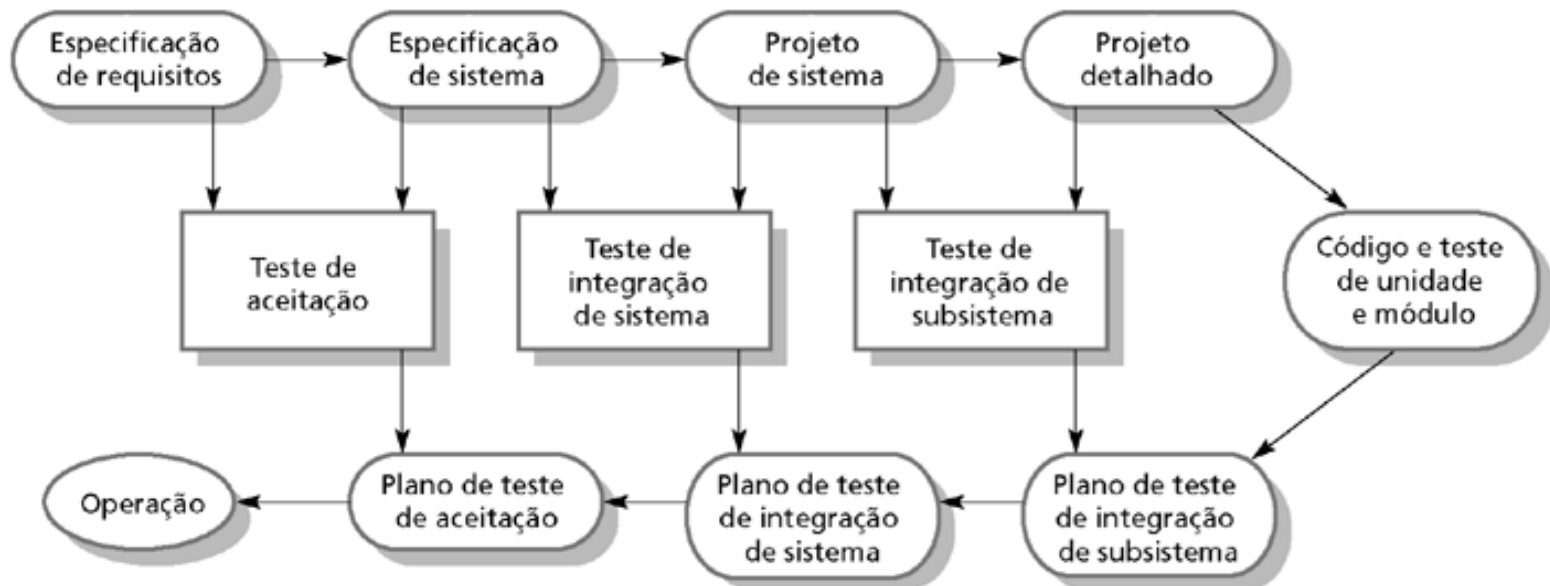 Especificação
de requisitos
Especificação
de sistema
Projeto
de sistema
Projeto
detalhado
Teste de
aceitação
Teste de
integração
de sistema
Teste de
integração de
subsistema
Código e teste
de unidade
e módulo
Operação
Plano de teste
de aceitação
Plano de teste
de integração
de sistema
Plano de teste
de integração
de subsistema